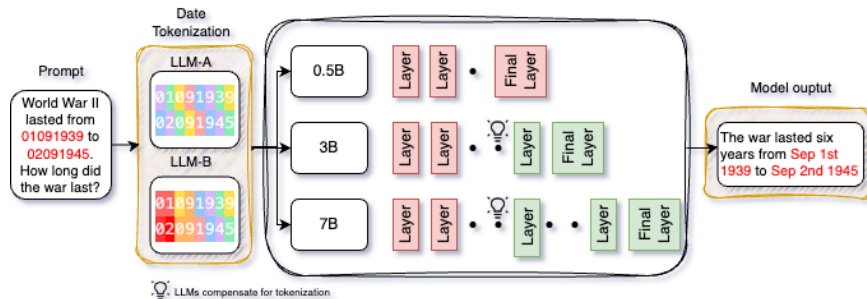 Date
Tokenization
Prompt
World War II
lasted from
01091939 to
02091945.
How long did
the war last?
LLM-A
01091939
02091945
LLM-B
01091939
02091945
0.5B
Layer
Layer
Final
Layer
3B
Layer
Layer
Layer
Final
Layer
7B
Layer
Layer
Layer
Layer
Final
Layer
Model ouptut
The war lasted six
years from Sep 1st
1939 to Sep 2nd 1945
LLMs compensate for tokenization